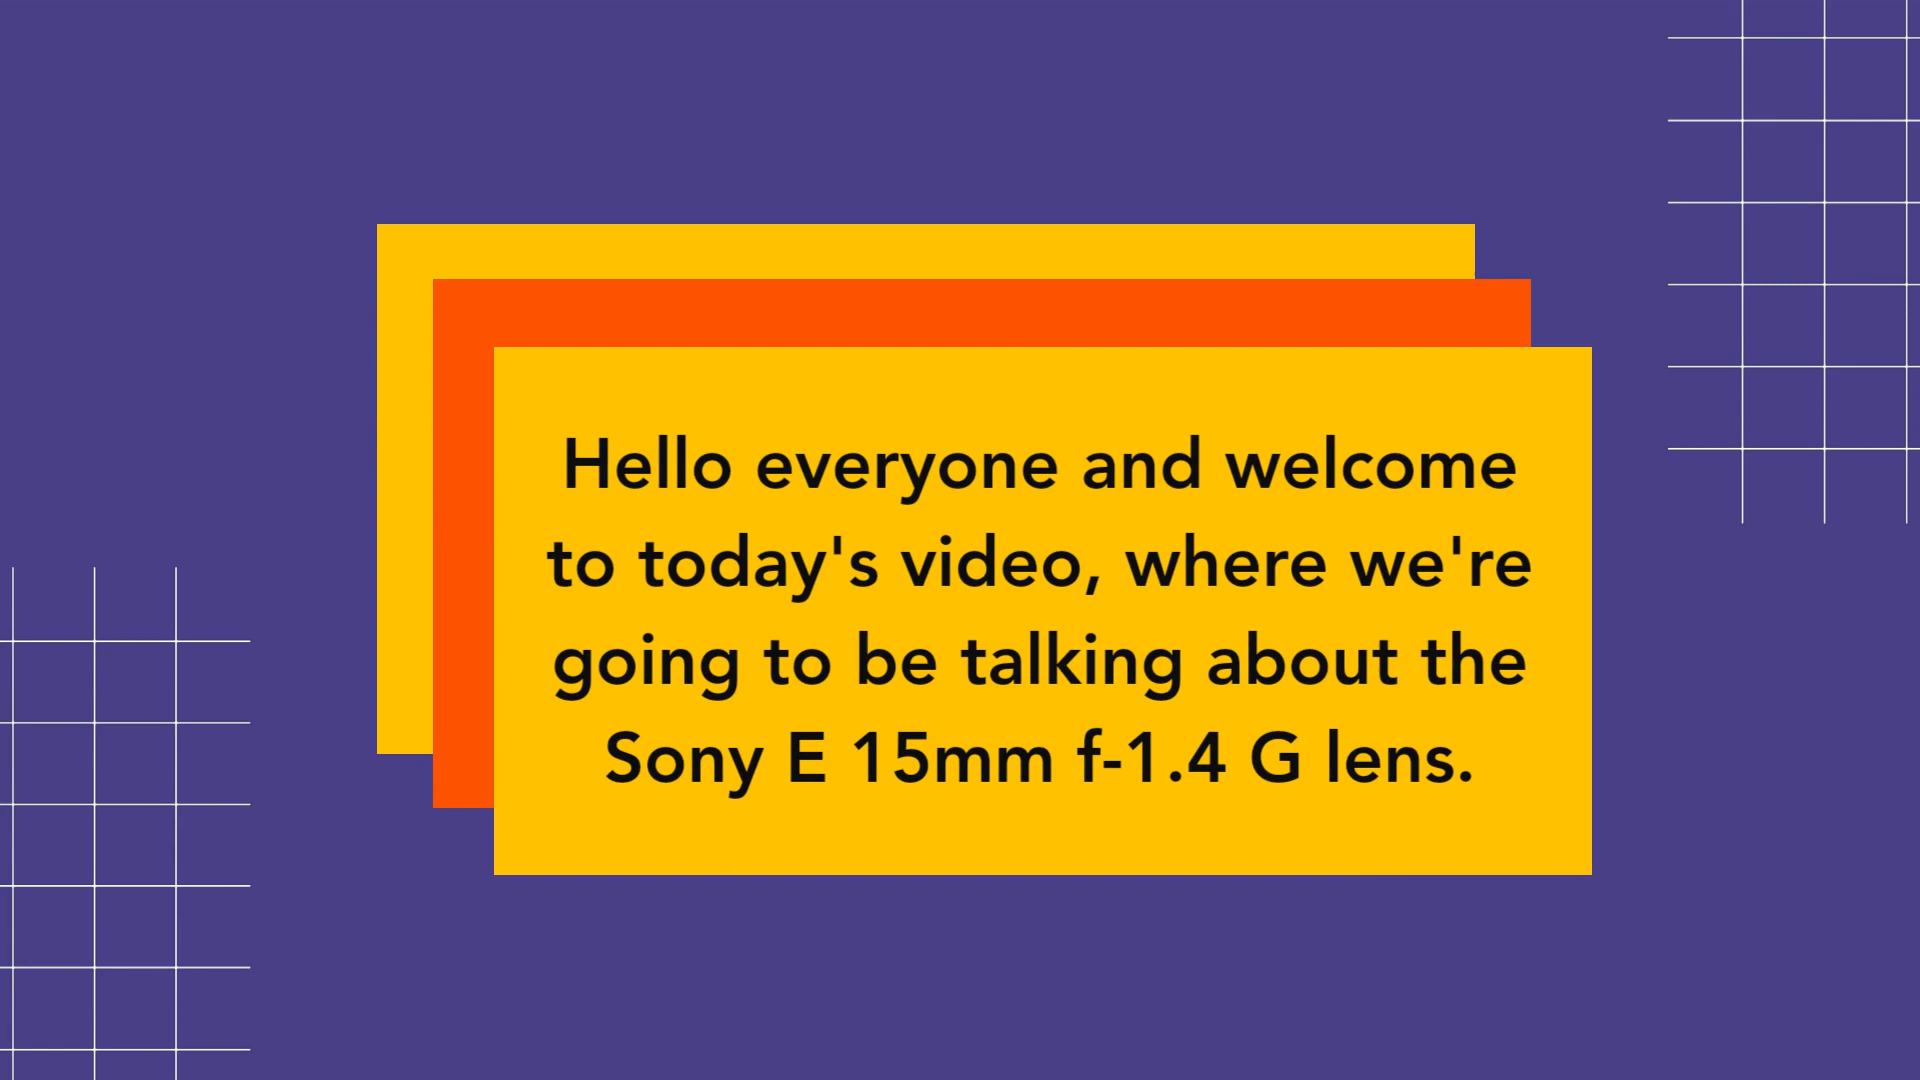 Hello everyone and welcome
to today's video, where we're
going to be talking about the
Sony E 15mm f-1.4 G lens.